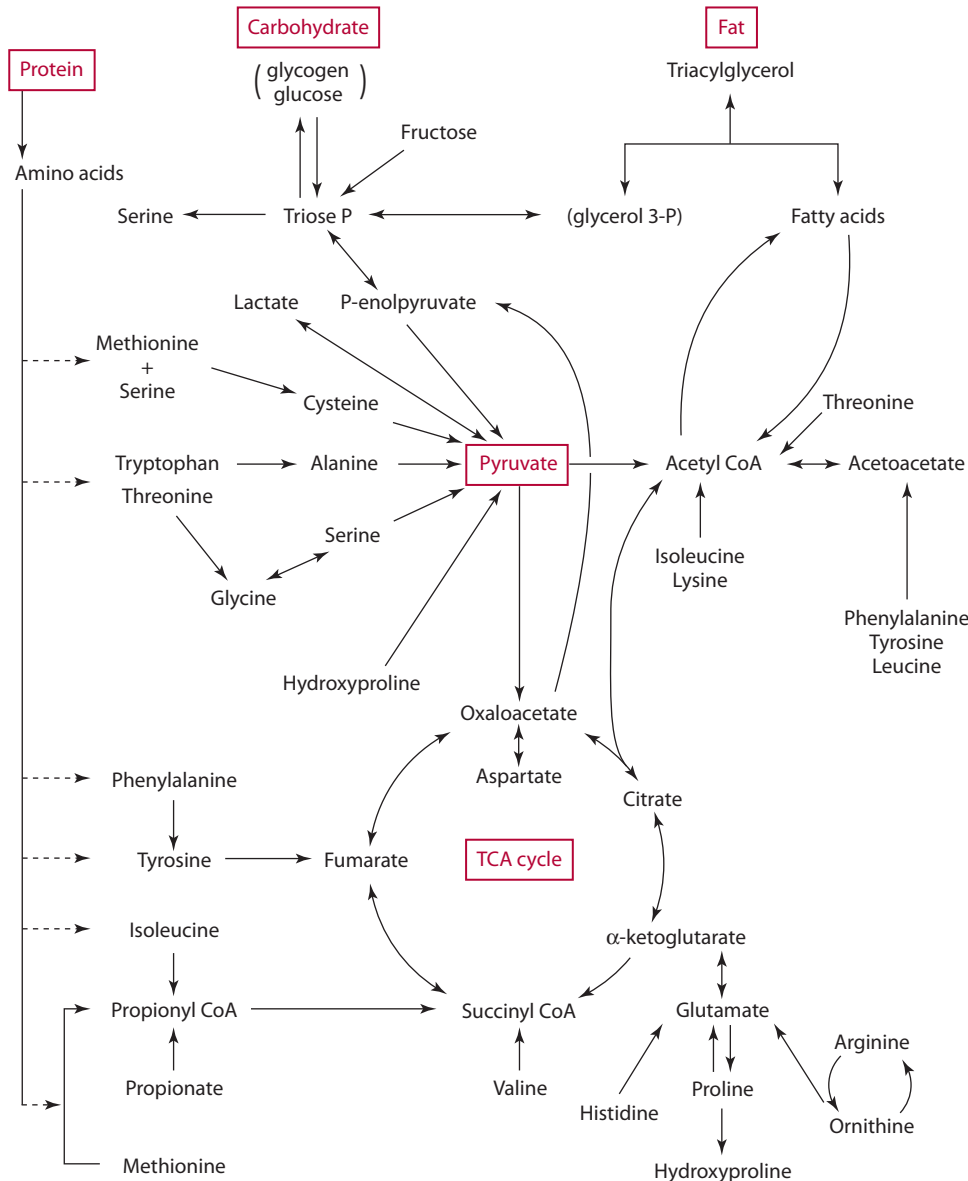 Carbohydrate
Fat
Protein
(glycogen
glucose)
Triacylglycerol
Fructose
Amino acids
Serine
Triose P
(glycerol 3-P)
Fatty acids
Lactate
P-enolpyruvate
Methionine
+
Serine
Cysteine
Threonine
Tryptophan
Threonine
Alanine
Pyruvate
Acetyl CoA
Acetoacetate
Serine
Isoleucine
Lysine
Glycine
Phenylalanine
Tyrosine
Leucine
Hydroxyproline
Oxaloacetate
Aspartate
Phenylalanine
Citrate
Tyrosine
Fumarate
TCA cycle
Isoleucine
α-ketoglutarate
Propionyl CoA
Succinyl CoA
Glutamate
Arginine
Propionate
Valine
Proline
Histidine
Ornithine
Methionine
Hydroxyproline